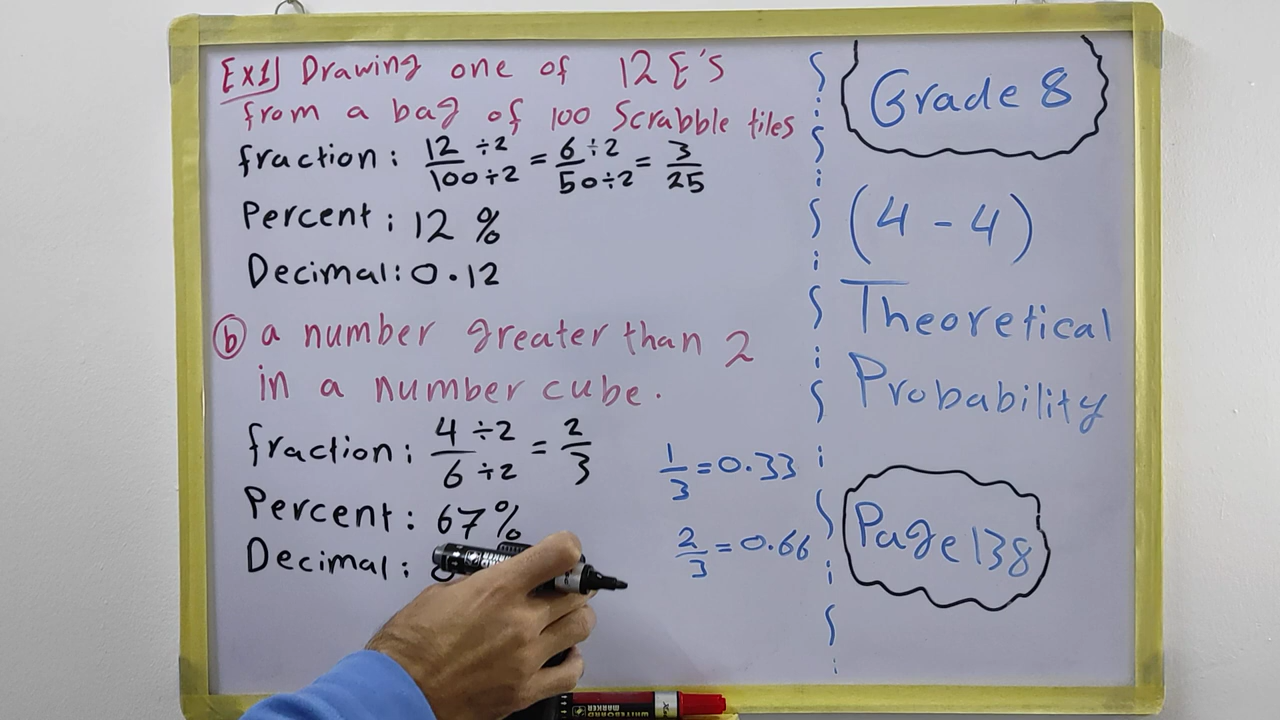 Ex1] Drawing one of 12 E's
from a bag of 100 Scrabble tiles
fraction: 12 ÷2 / 100 ÷2 = 6 ÷2 / 50 ÷2 = 3/25
Percent: 12 %
Decimal: 0.12
b a number greater than 2
in a number cube.
fraction: 4 ÷2 / 6 ÷2 = 2/3
Percent: 67%
Decimal:
1/3 = 0.33
2/3 = 0.66
Grade 8
(4-4)
Theoretical
Probability
Page 138
WHITEBOARD
MARKER